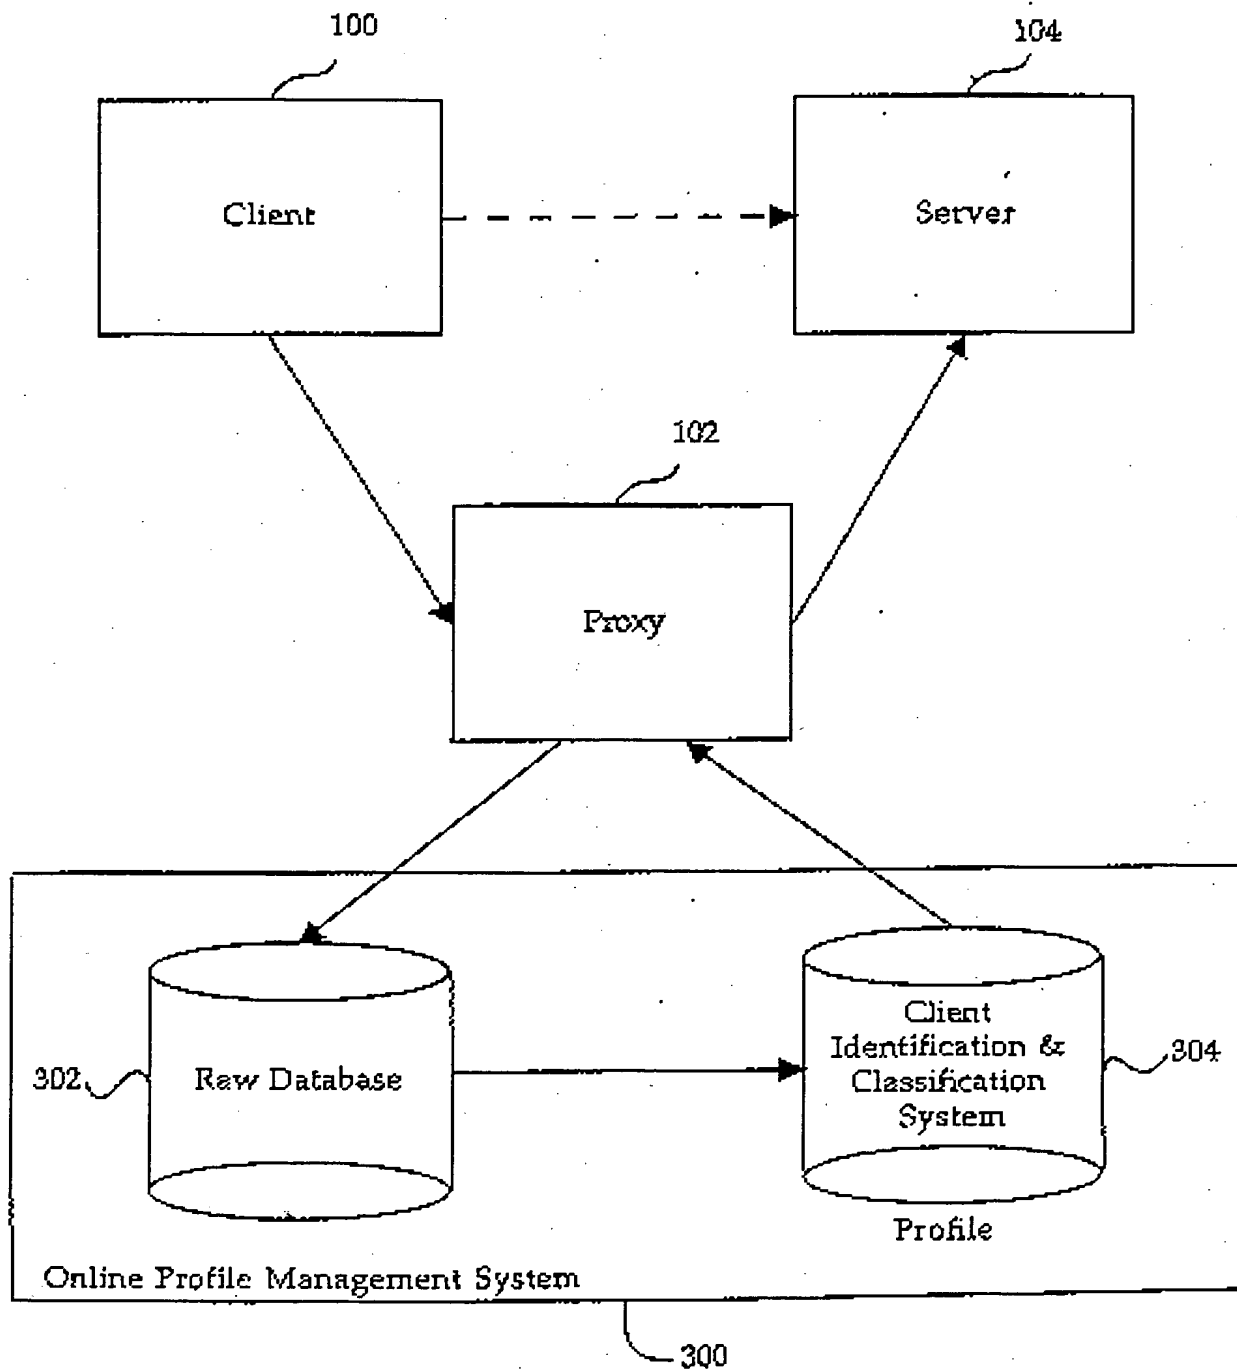 100
104
Client
Server
102
Proxy
302
Raw Database
Client
Identification &
Classification
System
304
Profile
Online Profile Management System
300